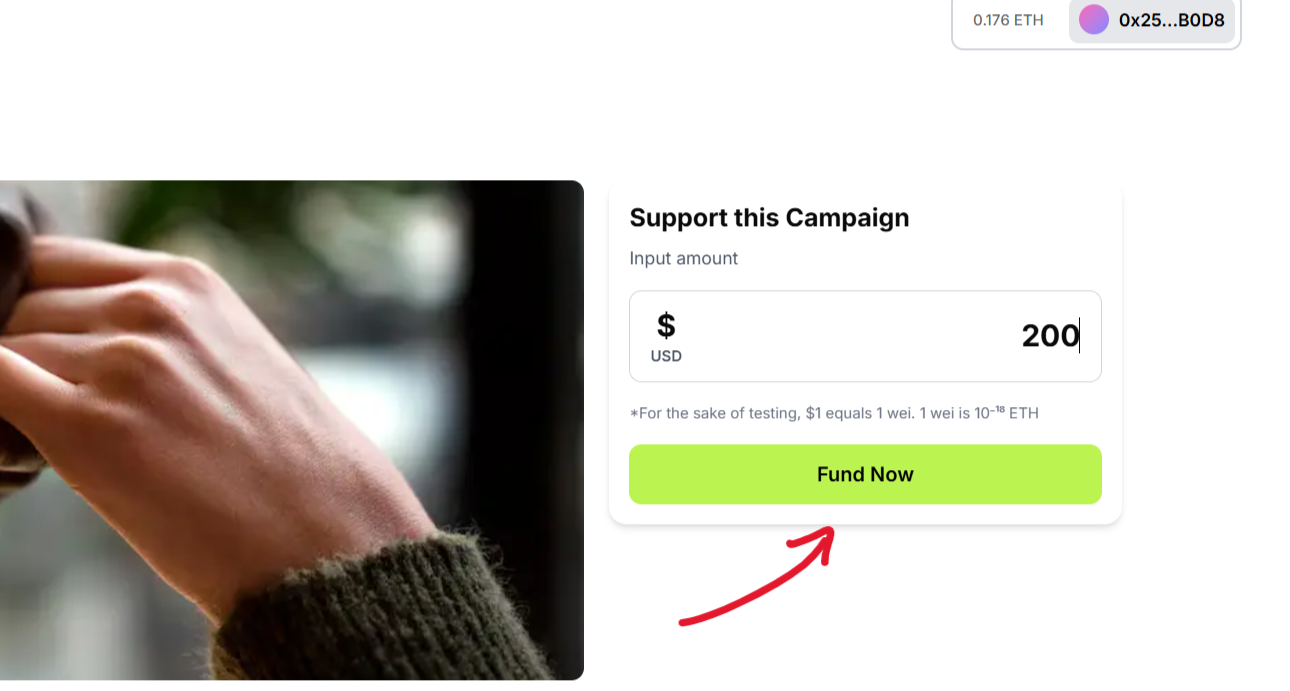 0.176 ETH 0x25...B0D8
Support this Campaign
Input amount
$ 200
USD
*For the sake of testing, $1 equals 1 wei. 1 wei is 10⁻¹⁸ ETH
Fund Now